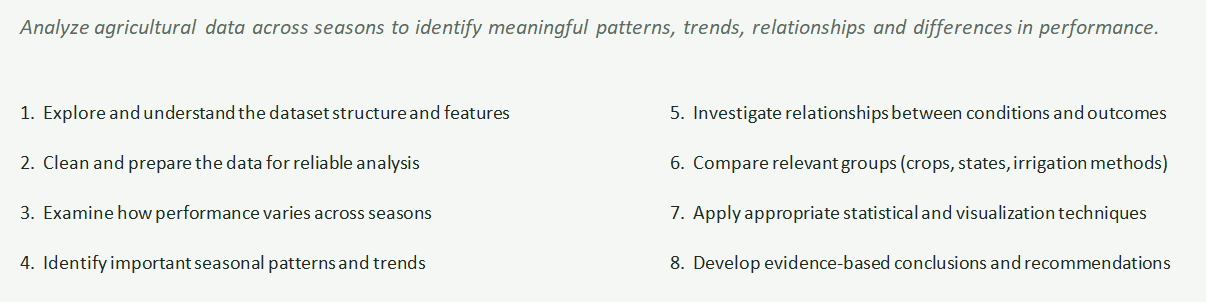 Analyze agricultural data across seasons to identify meaningful patterns, trends, relationships and differences in performance.
1. Explore and understand the dataset structure and features
2. Clean and prepare the data for reliable analysis
3. Examine how performance varies across seasons
4. Identify important seasonal patterns and trends
5. Investigate relationships between conditions and outcomes
6. Compare relevant groups (crops, states, irrigation methods)
7. Apply appropriate statistical and visualization techniques
8. Develop evidence-based conclusions and recommendations